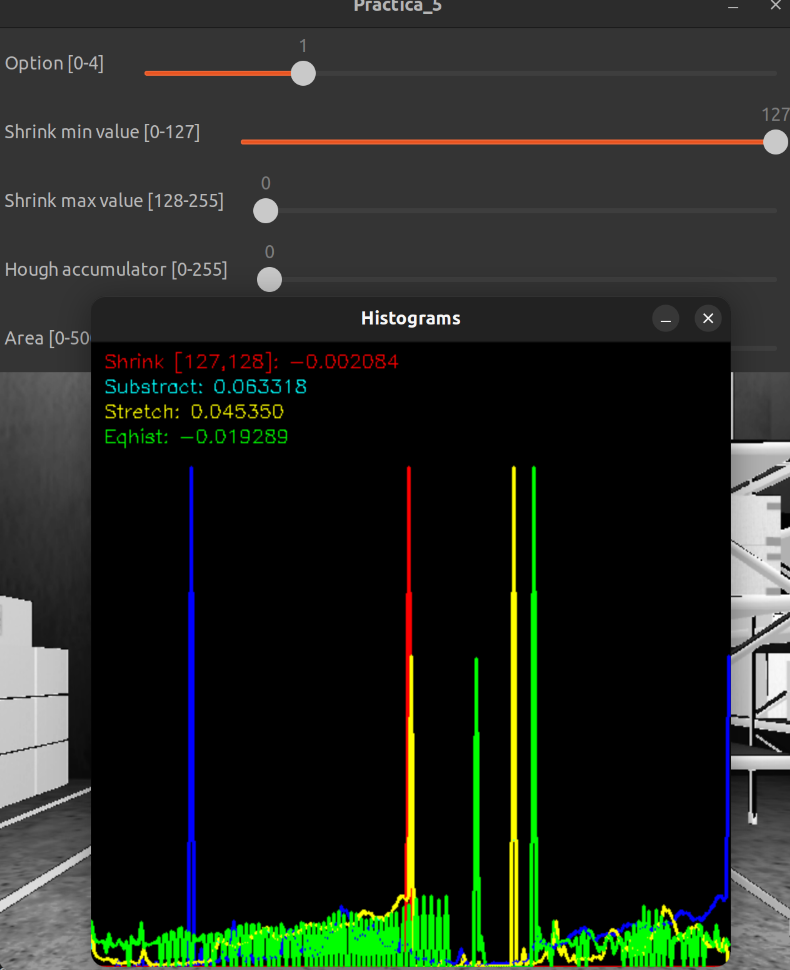 Practica_5
Option [0-4]
1
Shrink min value [0-127]
127
Shrink max value [128-255]
0
Hough accumulator [0-255]
0
Area [0-50
Histograms
Shrink [127,128]: -0.002084
Substract: 0.063318
Stretch: 0.045350
Eqhist: -0.019289